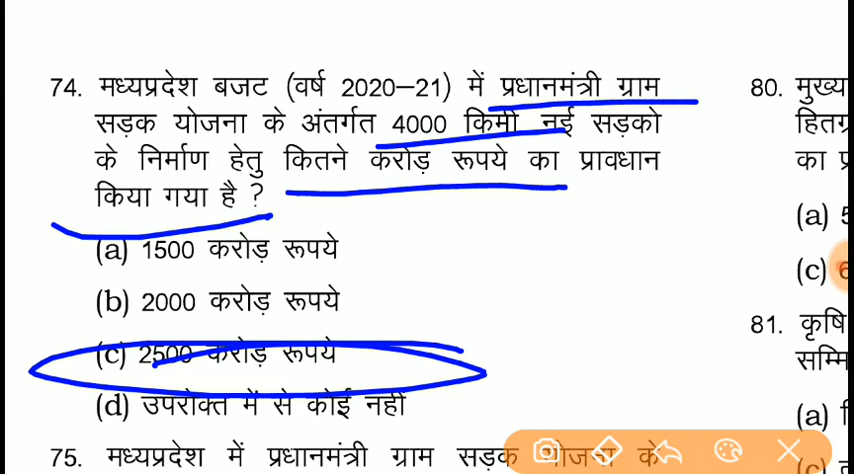 74. मध्यप्रदेश बजट (वर्ष 2020–21) में प्रधानमंत्री ग्राम
सड़क योजना के अंतर्गत 4000 किमी नई सड़को
के निर्माण हेतु कितने करोड़ रूपये का प्रावधान
किया गया है ?
(a) 1500 करोड़ रूपये
(b) 2000 करोड़ रूपये
(c) 2500 करोड़ रूपये
(d) उपरोक्त में से कोई नही
75. मध्यप्रदेश में प्रधानमंत्री ग्राम सड़क योजना के
80. मुख्य
हितग्र
का प्र
(a) 5
(c) 6
81. कृषि
सम्मि
(a)
(c)